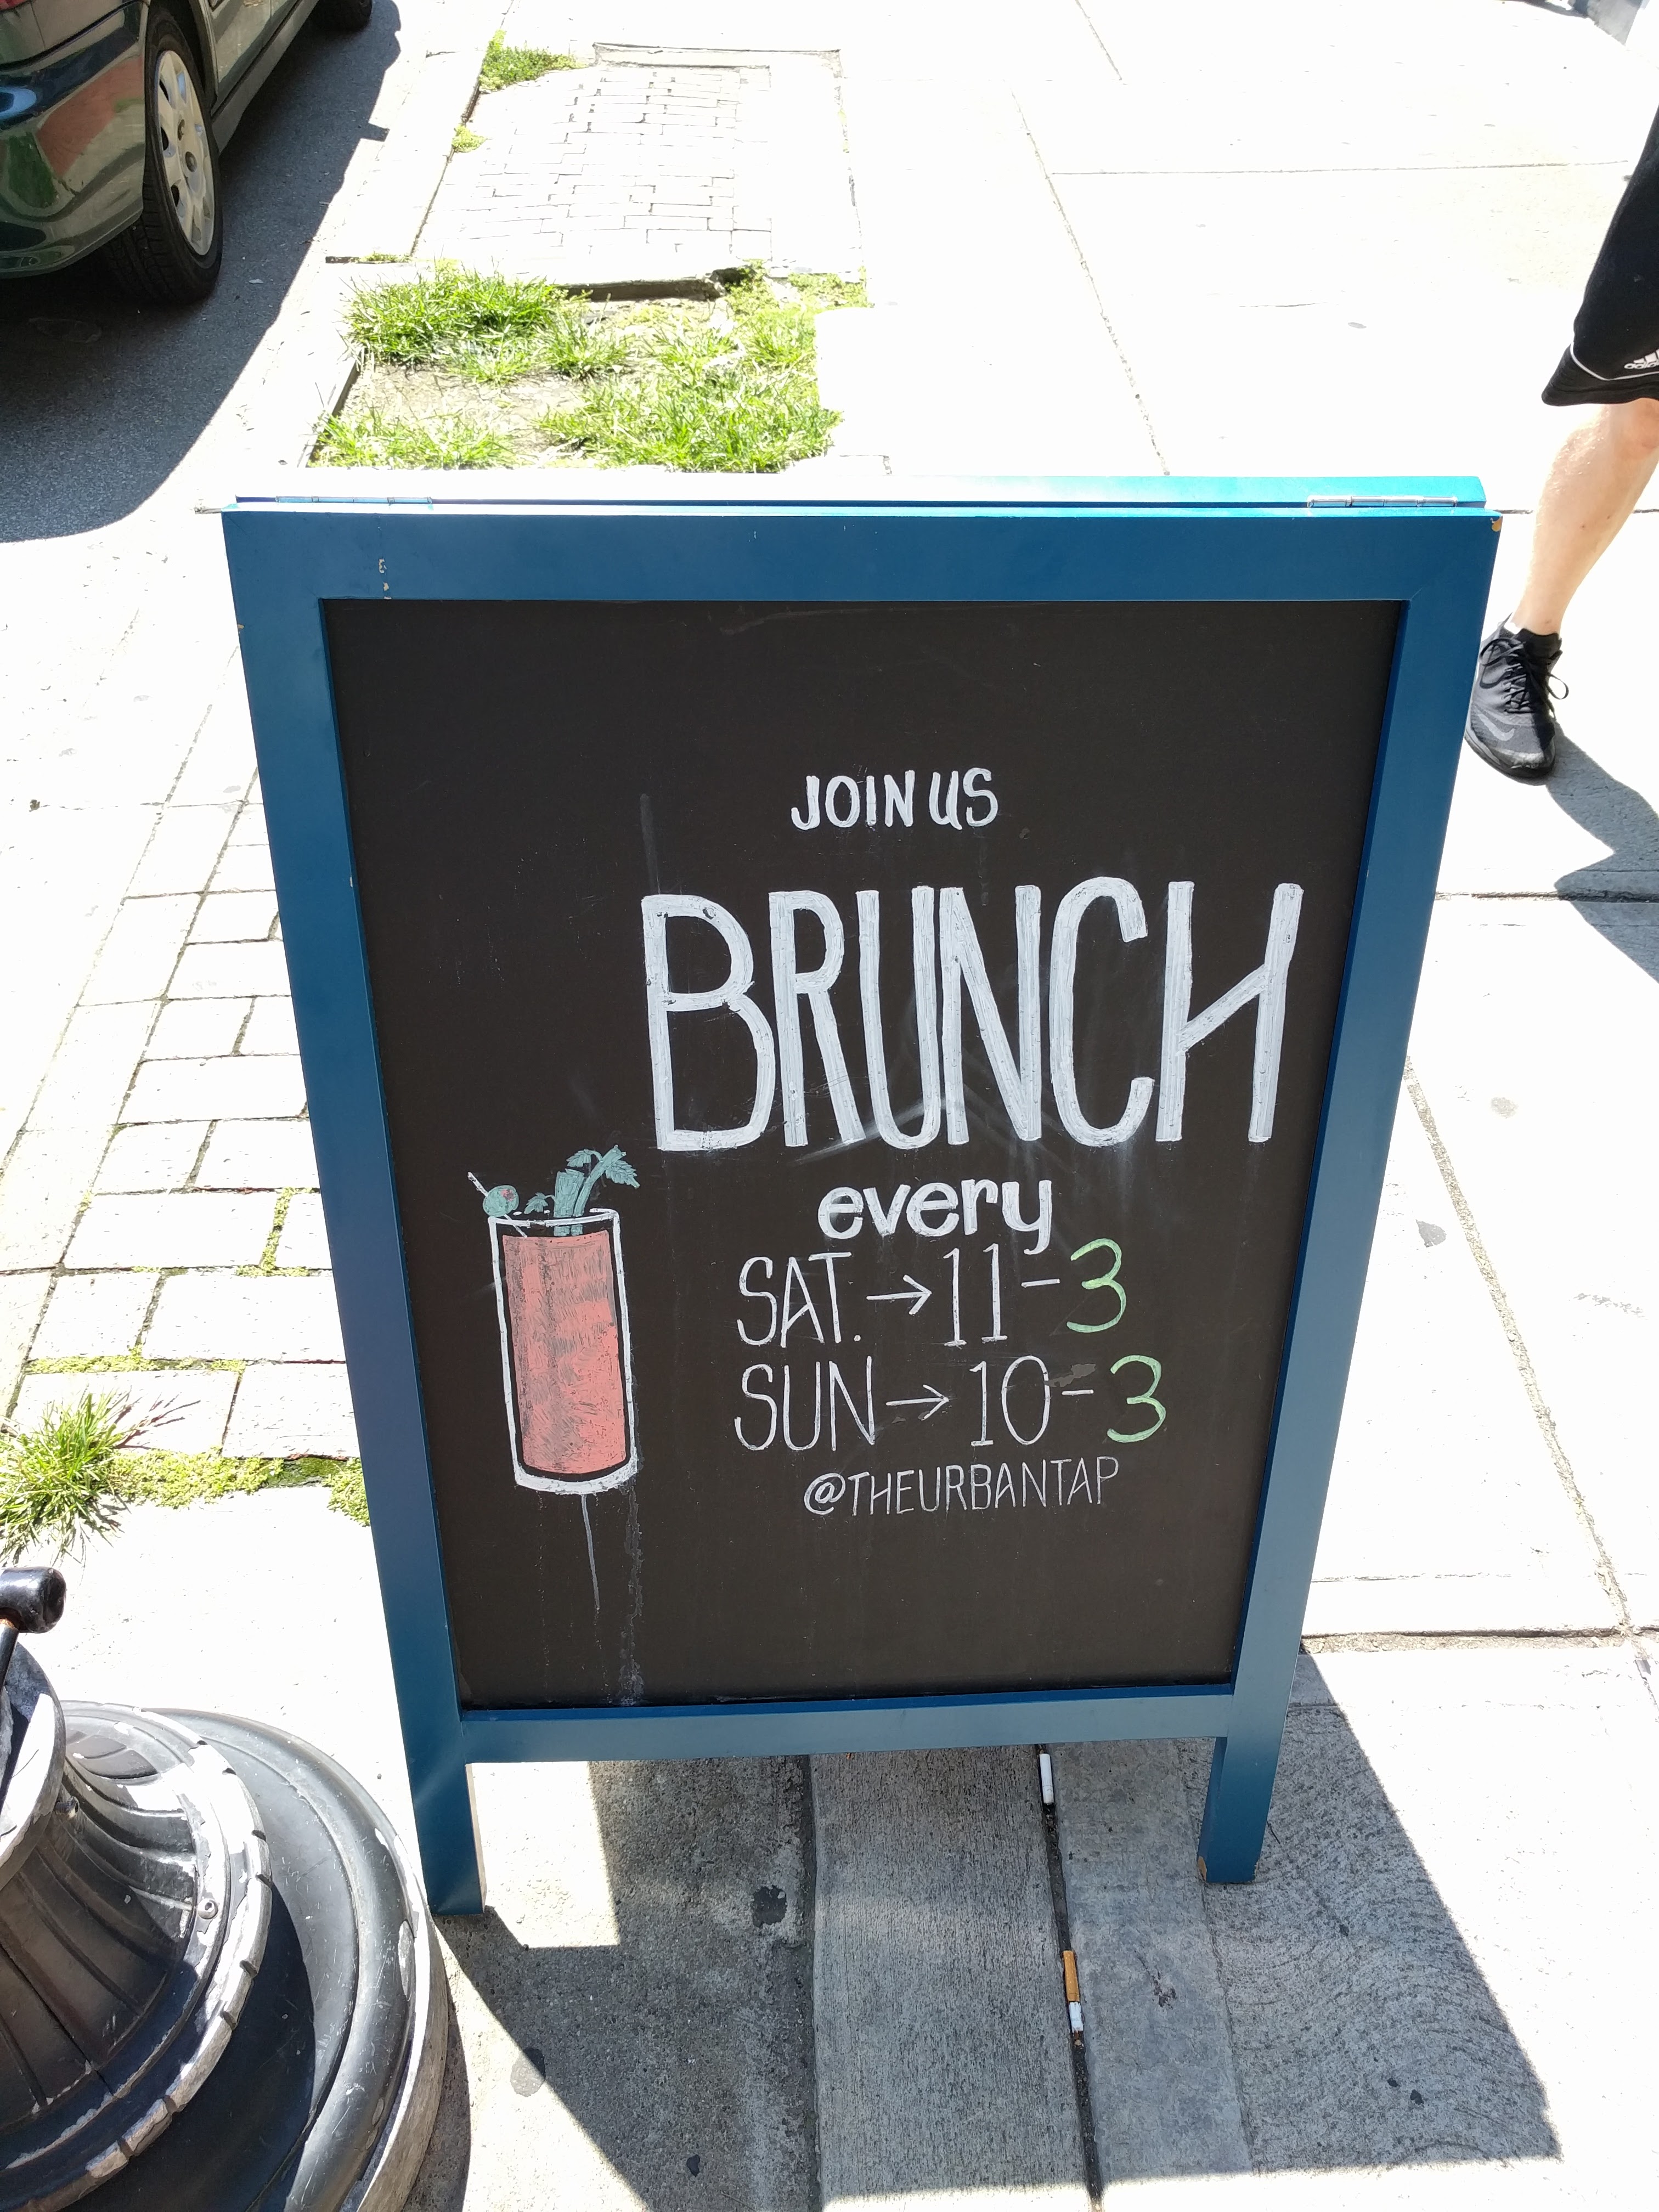 JOIN US
BRUNCH
every
SAT. → 11-3
SUN → 10-3
@THEURBANTAP